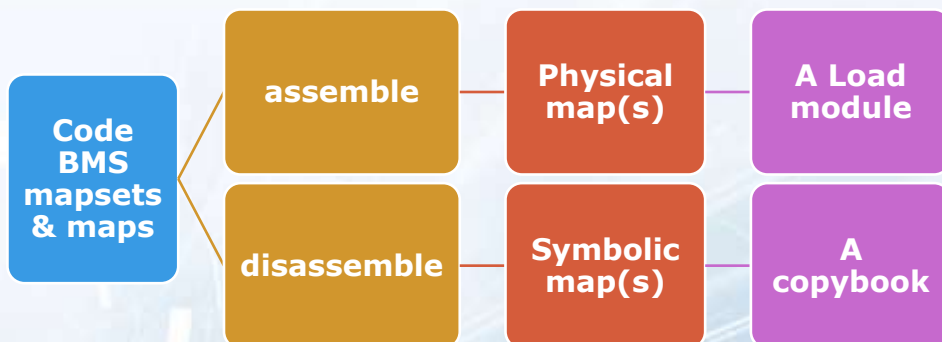 Code
BMS
mapsets
& maps
assemble
Physical
map(s)
A Load
module
disassemble
Symbolic
map(s)
A
copybook